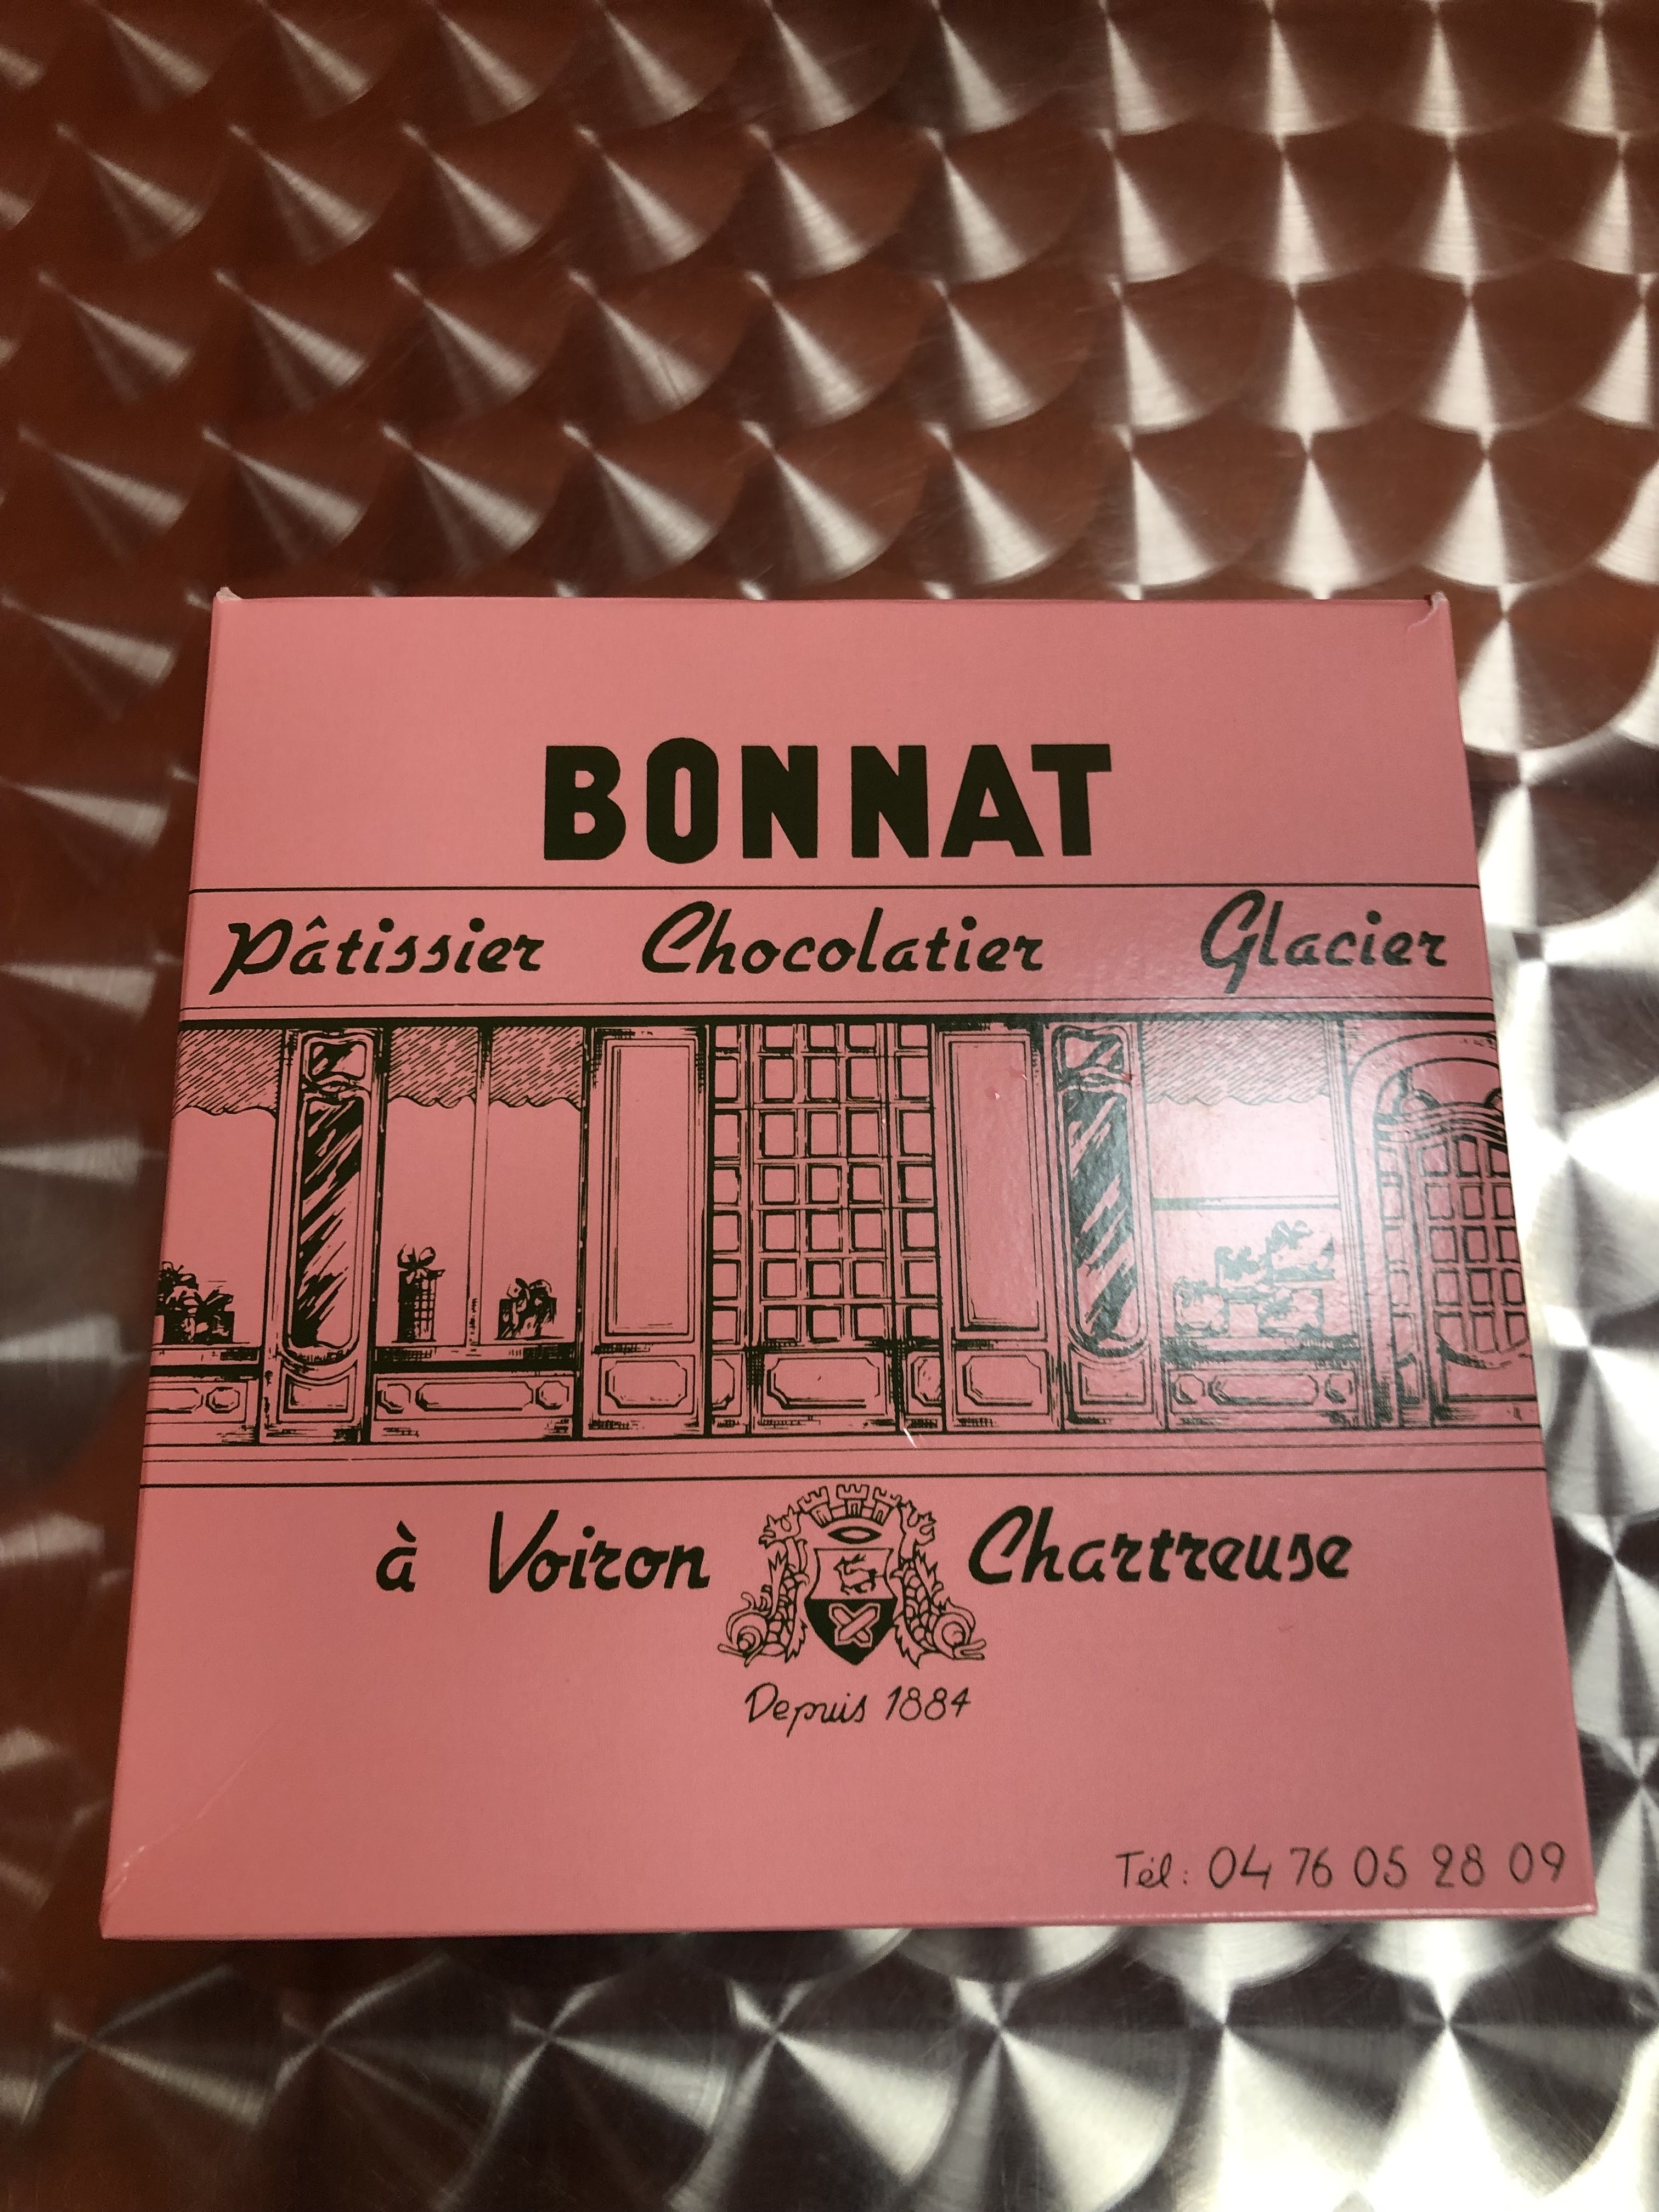 BONNAT
Pâtissier Chocolatier Glacier
à Voiron Chartreuse
Depuis 1884
Tél: 04 76 05 28 09